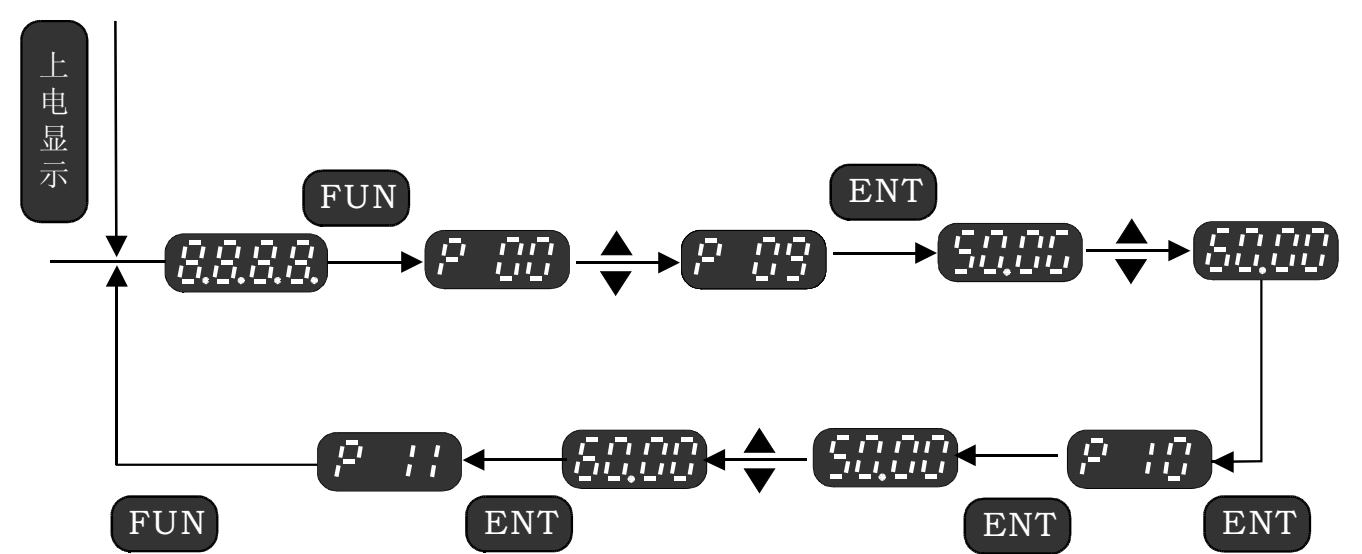 上电显示
FUN
ENT
8.8.8.8.
P 00
P 09
50.00
60.00
P 11
60.00
50.00
P 10
FUN
ENT
ENT
ENT